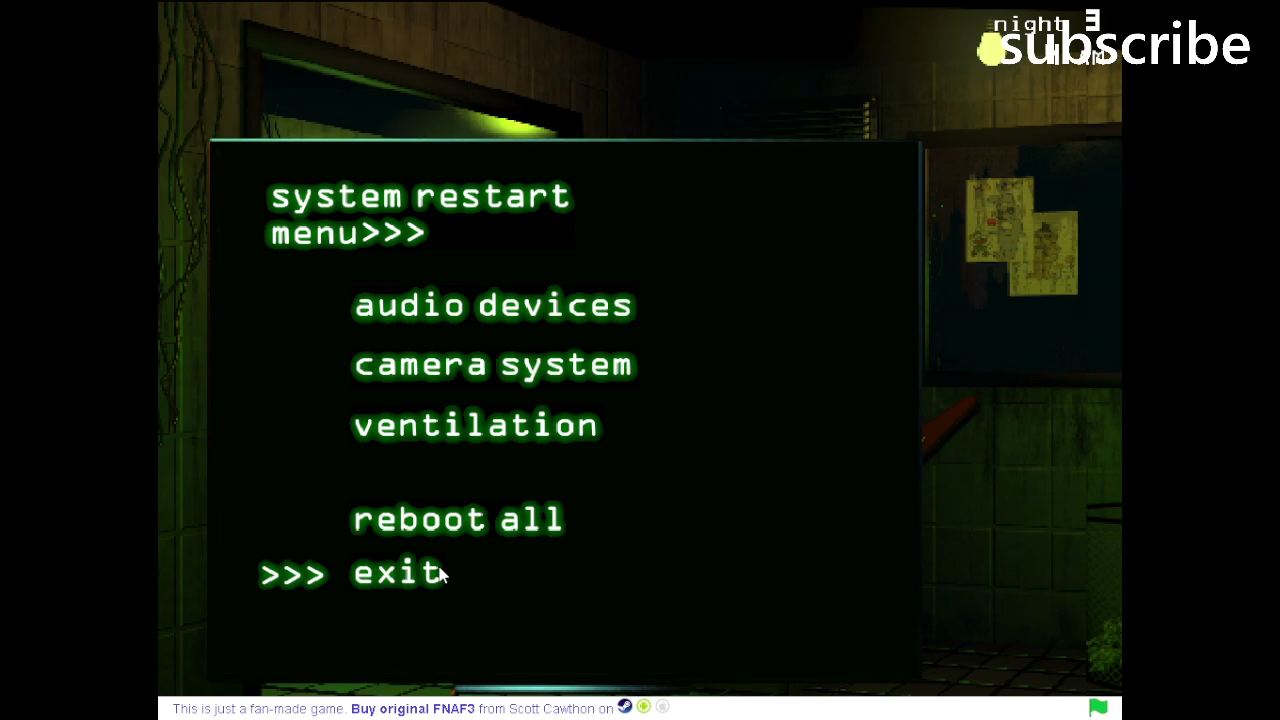 night 3
subscribe
system restart
menu>>>
audio devices
camera system
ventilation
reboot all
>>> exit
This is just a fan-made game. Buy original FNAF3 from Scott Cawthon on